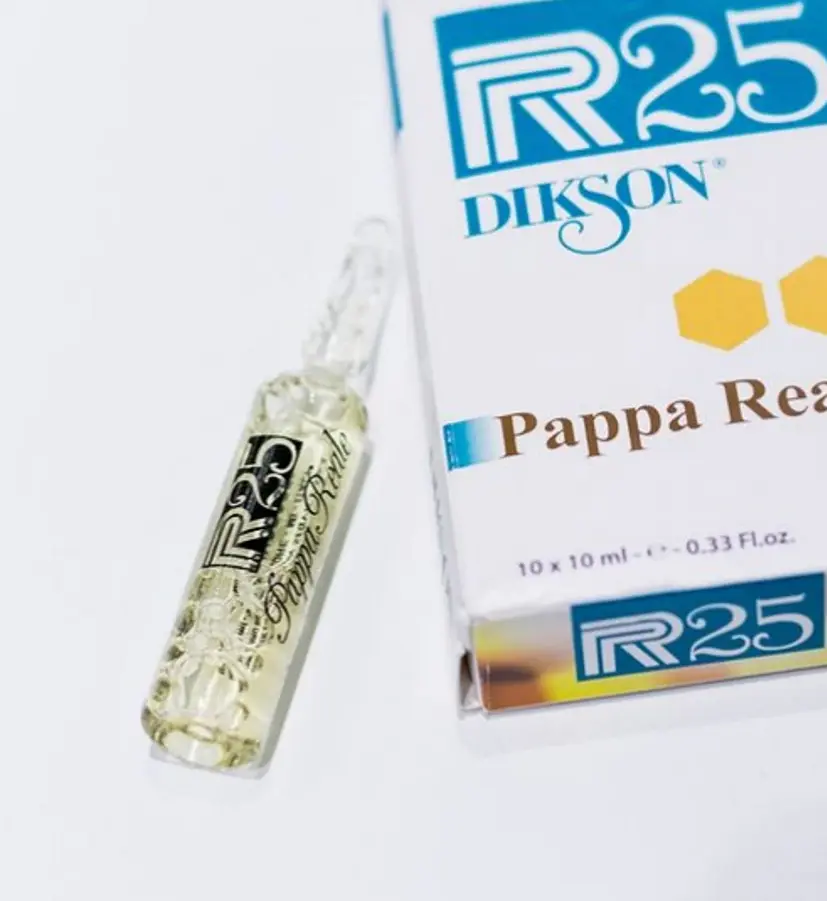 R25
DIKSON®
Pappa Rea
10 x 10 ml - - 0.33 Fl.oz.
R25
R25
Pappa Reale